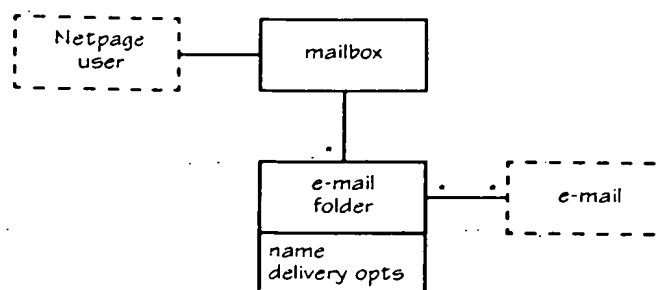 Netpage
user
mailbox
*
e-mail
folder
* *
e-mail
name
delivery opts